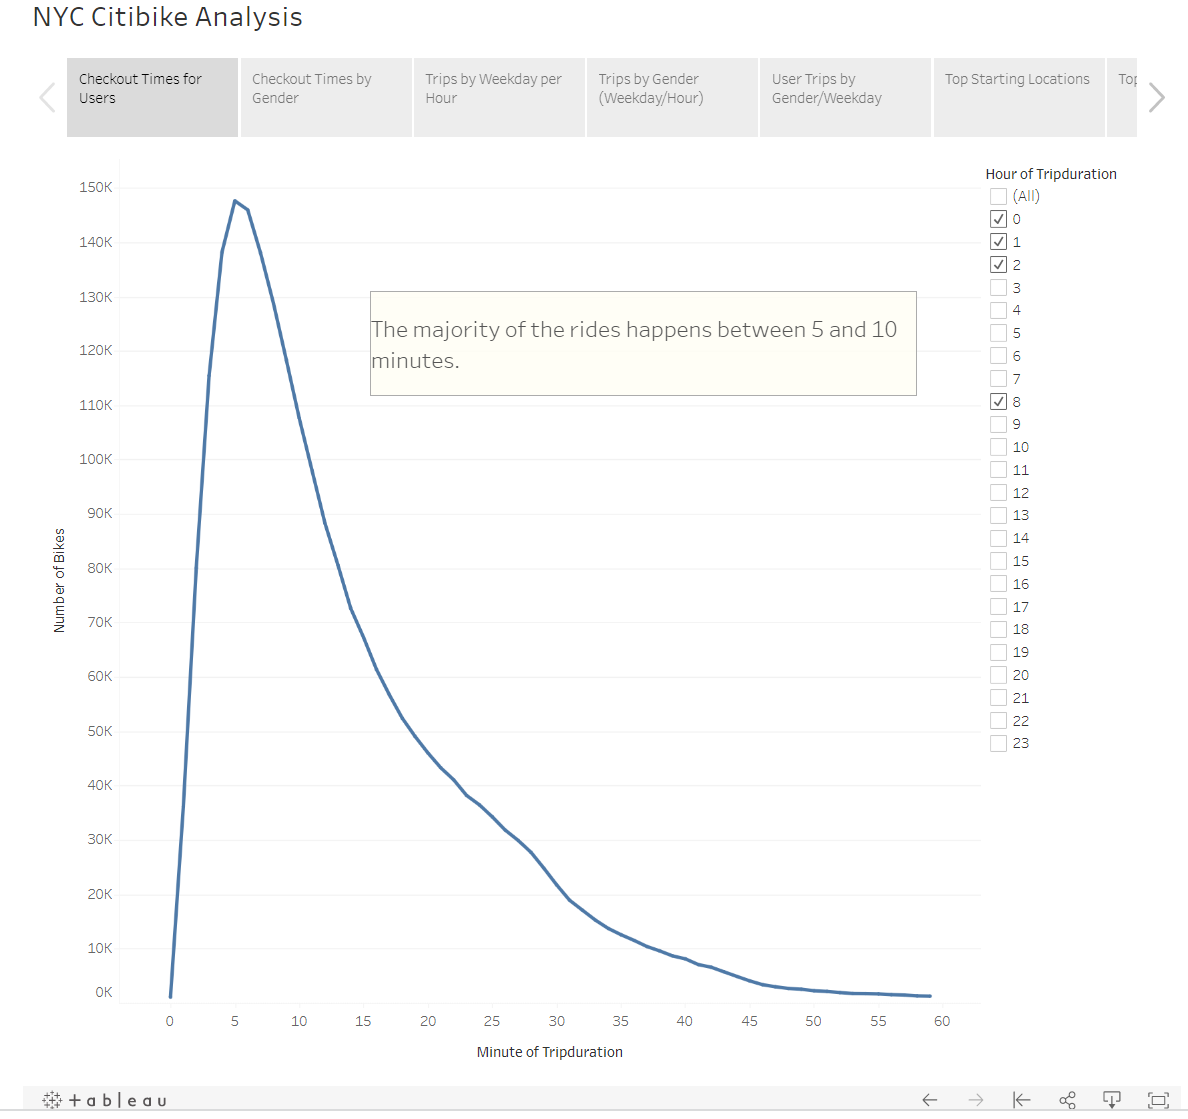 NYC Citibike Analysis
Checkout Times for
Users
Checkout Times by
Gender
Trips by Weekday per
Hour
Trips by Gender
(Weekday/Hour)
User Trips by
Gender/Weekday
Top Starting Locations
Top
150K
140K
130K
120K
110K
100K
90K
80K
70K
60K
50K
40K
30K
20K
10K
0K
Number of Bikes
The majority of the rides happens between 5 and 10
minutes.
0 5 10 15 20 25 30 35 40 45 50 55 60
Minute of Tripduration
Hour of Tripduration
(All)
0
1
2
3
4
5
6
7
8
9
10
11
12
13
14
15
16
17
18
19
20
21
22
23
+ableau